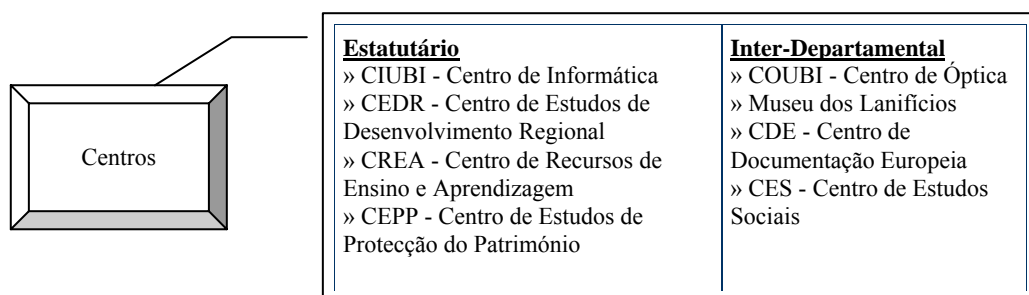 Centros
Estatutário
» CIUBI - Centro de Informática
» CEDR - Centro de Estudos de
Desenvolvimento Regional
» CREA - Centro de Recursos de
Ensino e Aprendizagem
» CEPP - Centro de Estudos de
Protecção do Património
Inter-Departamental
» COUBI - Centro de Óptica
» Museu dos Lanifícios
» CDE - Centro de
Documentação Europeia
» CES - Centro de Estudos
Sociais